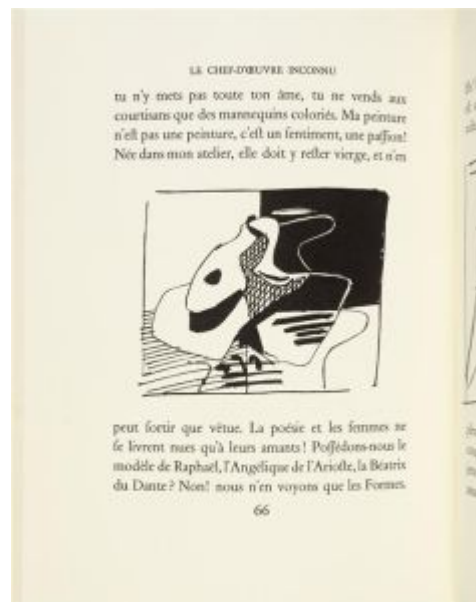 LE CHEF-D'ŒUVRE INCONNU
tu n'y mets pas toute ton âme, tu ne vends aux
courtisans que des mannequins coloriés. Ma peinture
n'eſt pas une peinture, c'eſt un ſentiment, une paſſion!
Née dans mon atelier, elle doit y reſter vierge, et n'en
peut ſortir que vêtue. La poésie et les femmes ne
ſe livrent nues qu'à leurs amants! Poſſédons-nous le
modèle de Raphaël, l'Angélique de l'Arioſte, la Béatrix
du Dante? Non! nous n'en voyons que les Formes.
66